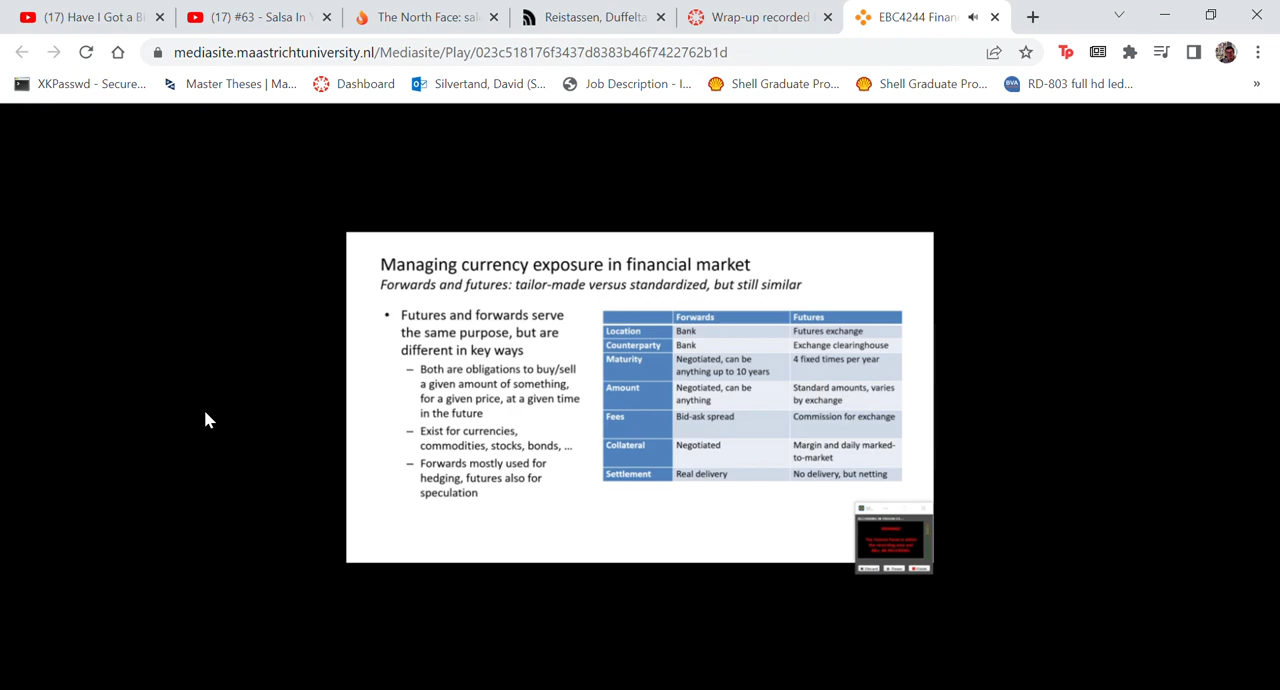 (17) Have I Got a Bi
(17) #63 - Salsa In Y
The North Face: sal
Reistassen, Duffelta
Wrap-up recorded
EBC4244 Finan
mediasite.maastrichtuniversity.nl/Mediasite/Play/023c518176f3437d8383b46f7422762b1d
Tp
XKPasswd - Secure...
Master Theses | Ma...
Dashboard
Silvertand, David (S...
Job Description - I...
Shell Graduate Pro...
Shell Graduate Pro...
BVA
RD-803 full hd led...
»
Managing currency exposure in financial market
Forwards and futures: tailor-made versus standardized, but still similar
• Futures and forwards serve
the same purpose, but are
different in key ways
– Both are obligations to buy/sell
a given amount of something,
for a given price, at a given time
in the future
– Exist for currencies,
commodities, stocks, bonds, ...
– Forwards mostly used for
hedging, futures also for
speculation
Forwards Futures
Location Bank Futures exchange
Counterparty Bank Exchange clearinghouse
Maturity Negotiated, can be 4 fixed times per year
anything up to 10 years
Amount Negotiated, can be Standard amounts, varies
anything by exchange
Fees Bid-ask spread Commission for exchange
Collateral Negotiated Margin and daily marked-
to-market
Settlement Real delivery No delivery, but netting